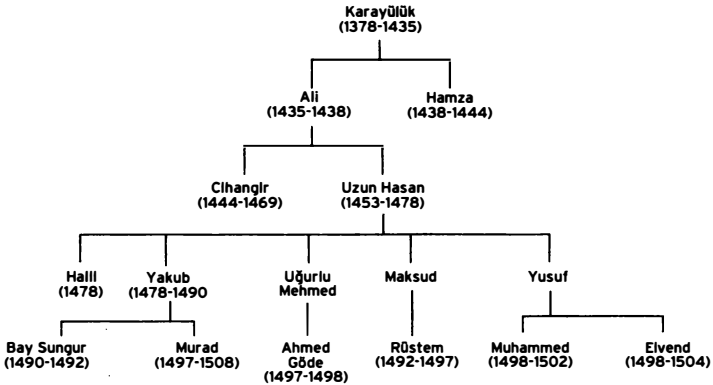 Karayülük
(1378-1435)
Ali
(1435-1438)
Hamza
(1438-1444)
Cihangir
(1444-1469)
Uzun Hasan
(1453-1478)
Halil
(1478)
Yakub
(1478-1490
Uğurlu
Mehmed
Maksud
Yusuf
Bay Sungur
(1490-1492)
Murad
(1497-1508)
Ahmed
Göde
(1497-1498)
Rüstem
(1492-1497)
Muhammed
(1498-1502)
Elvend
(1498-1504)